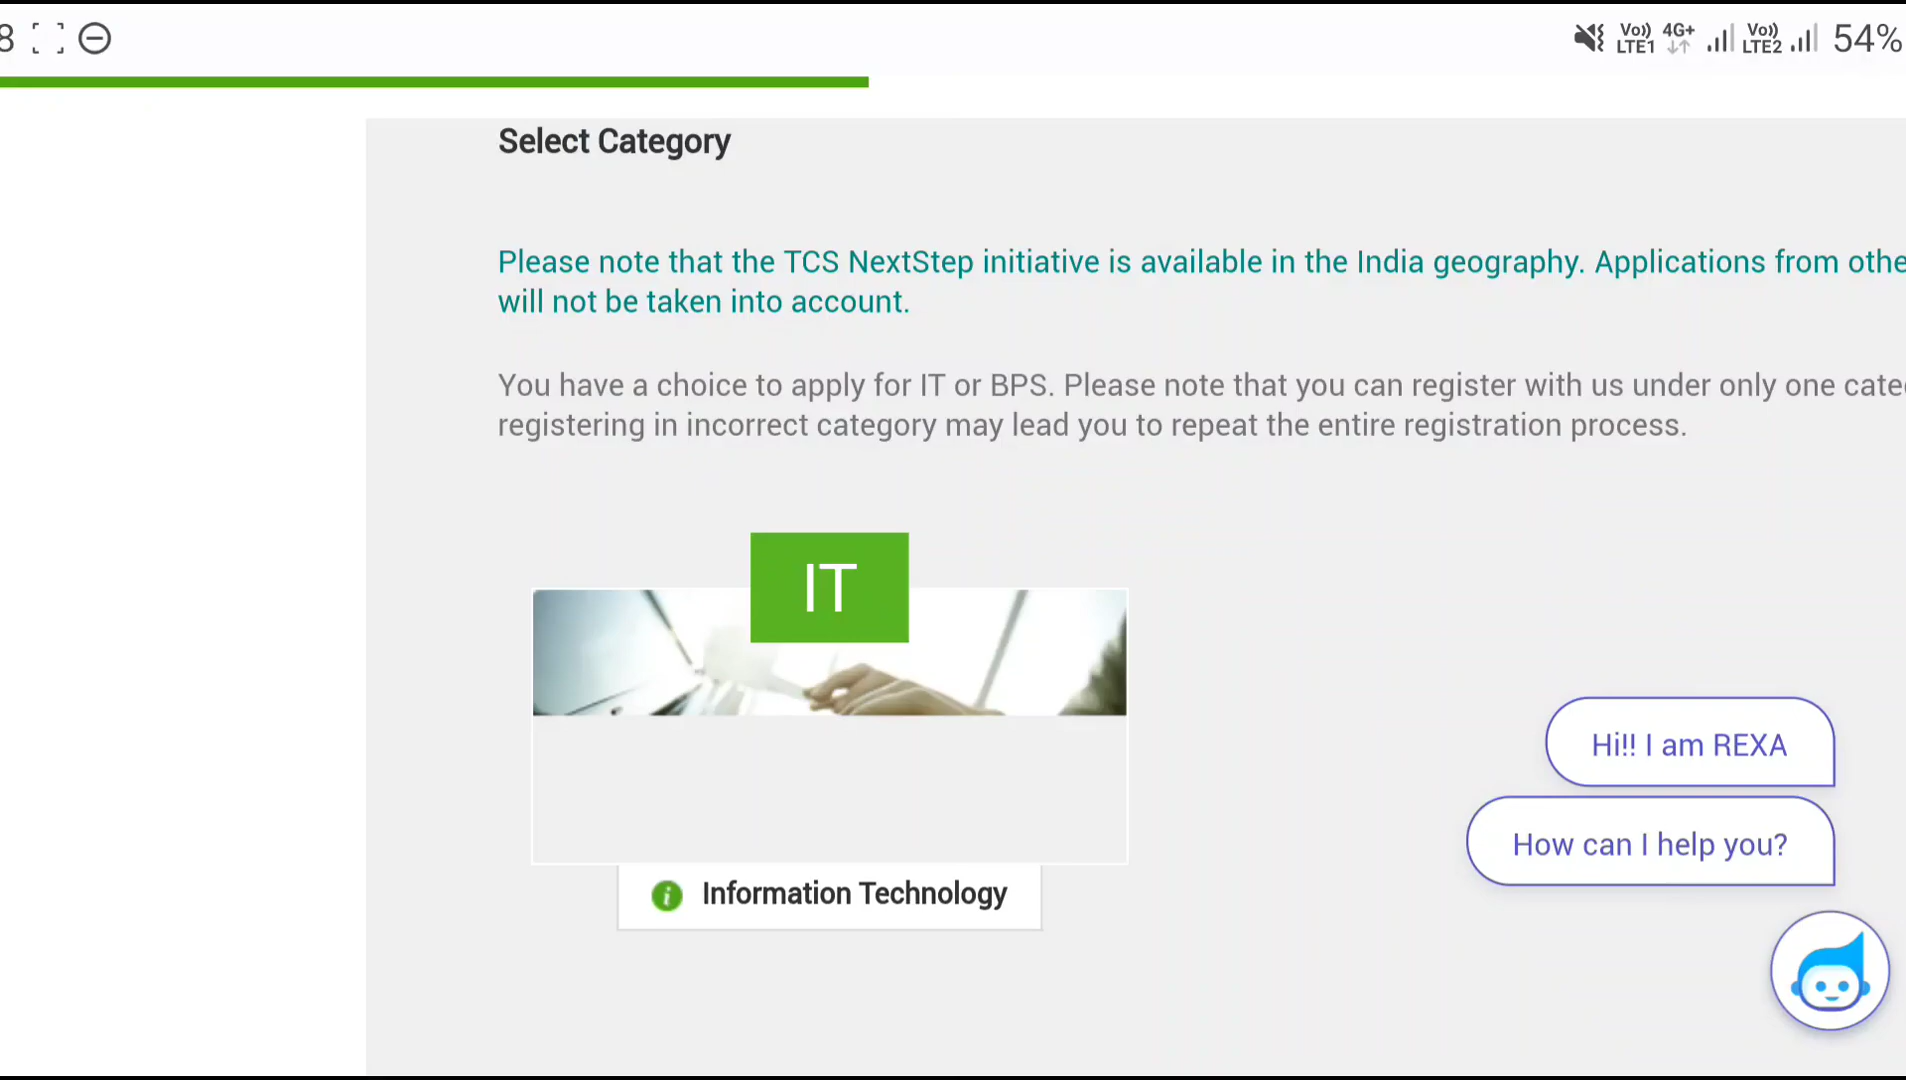 8 54%
Vo)) LTE1 4G+ Vo)) LTE2
Select Category
Please note that the TCS NextStep initiative is available in the India geography. Applications from othe
will not be taken into account.
You have a choice to apply for IT or BPS. Please note that you can register with us under only one cate
registering in incorrect category may lead you to repeat the entire registration process.
IT
Information Technology
Hi!! I am REXA
How can I help you?